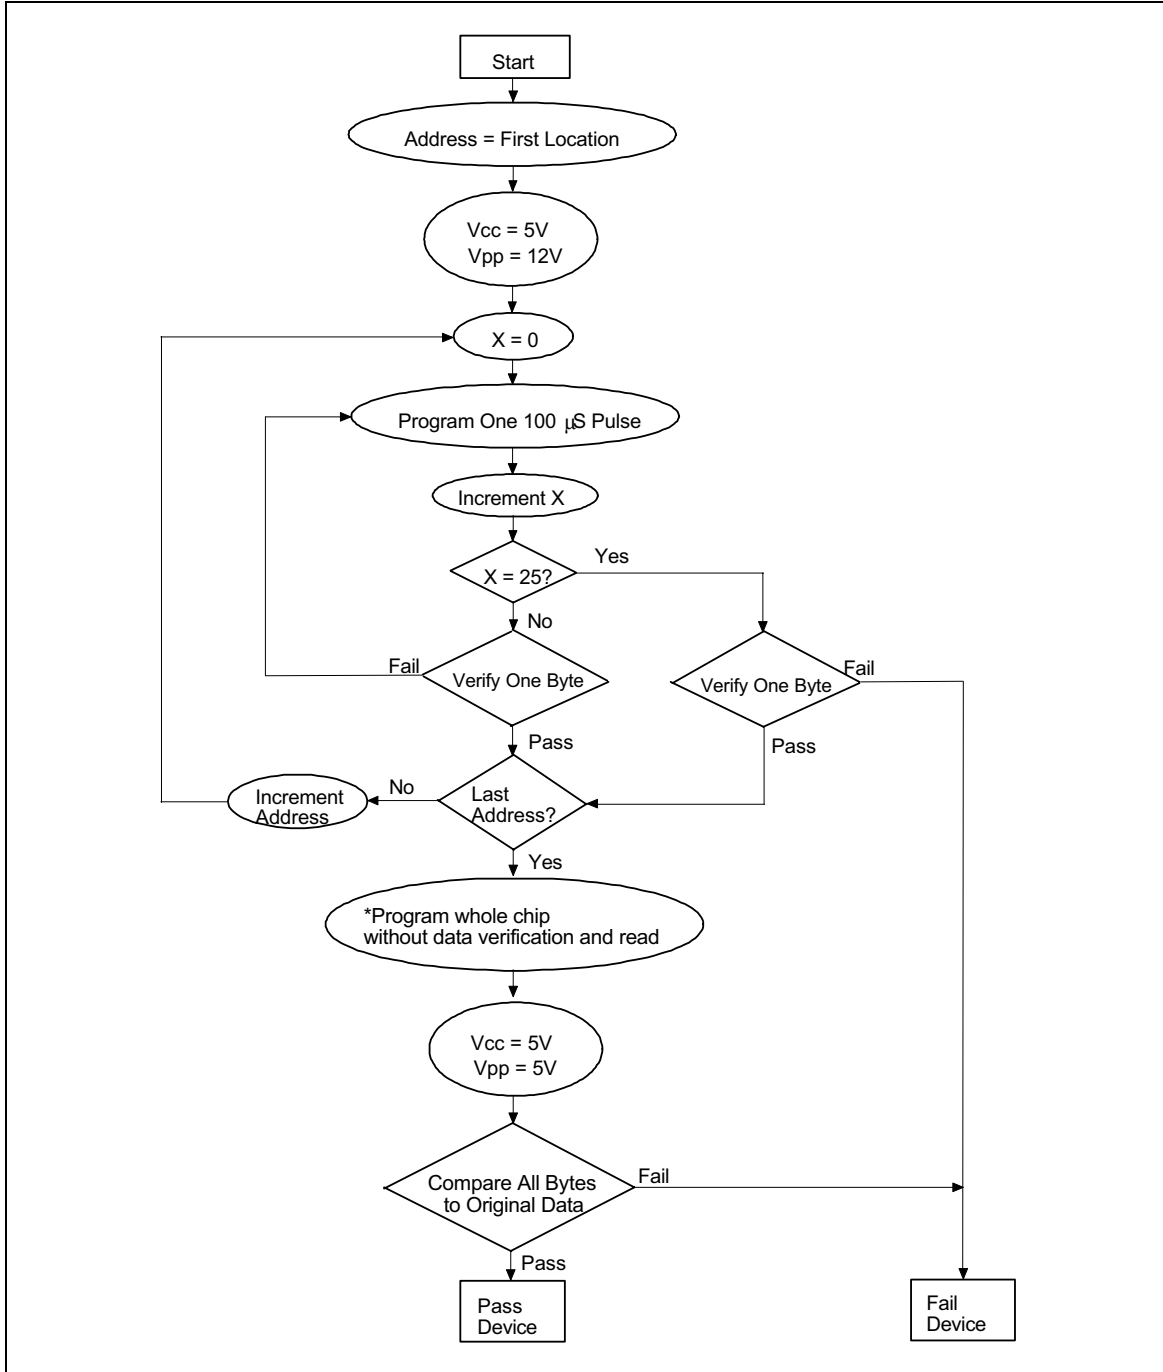 Start
Address = First Location
Vcc = 5V
Vpp = 12V
X = 0
Program One 100 µS Pulse
Increment X
X = 25?
Yes
No
Fail
Verify One Byte
Verify One Byte
Fail
Pass
Pass
Increment
Address
No
Last
Address?
Yes
*Program whole chip
without data verification and read
Vcc = 5V
Vpp = 5V
Compare All Bytes
to Original Data
Fail
Pass
Pass
Device
Fail
Device